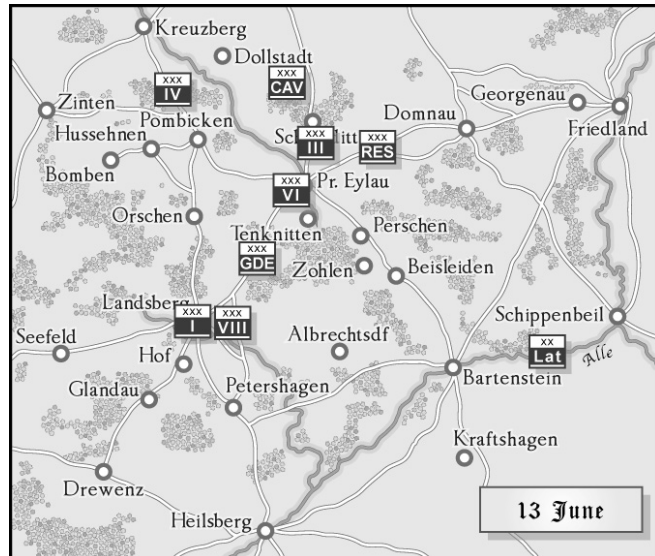 Kreuzberg
Dollstadt
xxx
CAV
xxx
IV
Georgenau
Zinten
Domnau
Friedland
Hussehnen
Pombicken
xxx
III
xxx
RES
Bomben
xxx
VI
Pr. Eylau
Orschen
Tenknitten
Perschen
xxx
GDE
Zohlen
Beisleiden
Landsberg
xxx
I
xxx
VIII
Schippenbeil
Seefeld
Hof
Albrechtsdf
xx
Lat
Alle
Bartenstein
Glandau
Petershagen
Kraftshagen
Drewenz
13 June
Heilsberg